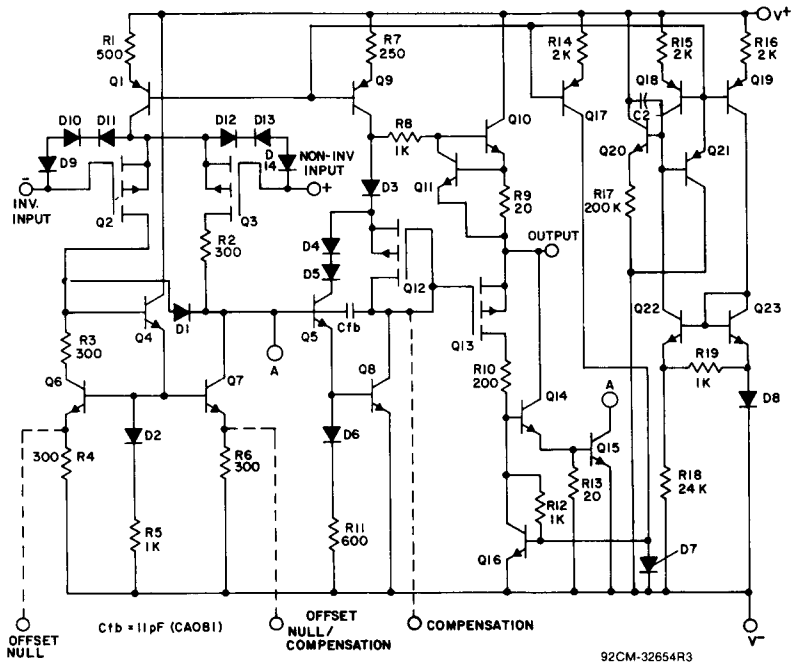 V+
R1
500
R7
250
R14
2K
R15
2K
R16
2K
Q1
Q9
Q17
Q18
Q19
D10
D11
D12
D13
R8
1K
Q10
C2
Q20
Q21
D9
D
14
NON-INV
INPUT
+
−
INV.
INPUT
Q2
Q3
D3
Q11
R9
20
R17
200K
R2
300
D4
D5
Q12
OUTPUT
D1
Q4
Q5
Cfb
Q13
Q22
Q23
R3
300
A
R10
200
R19
1K
Q6
Q7
Q8
Q14
A
D8
D2
D6
Q15
300
R4
R6
300
R13
20
R12
1K
R18
24K
R5
1K
R11
600
Q16
D7
OFFSET
NULL
Cfb = 11pF (CA081)
OFFSET
NULL/
COMPENSATION
COMPENSATION
V−
92CM-32654R3